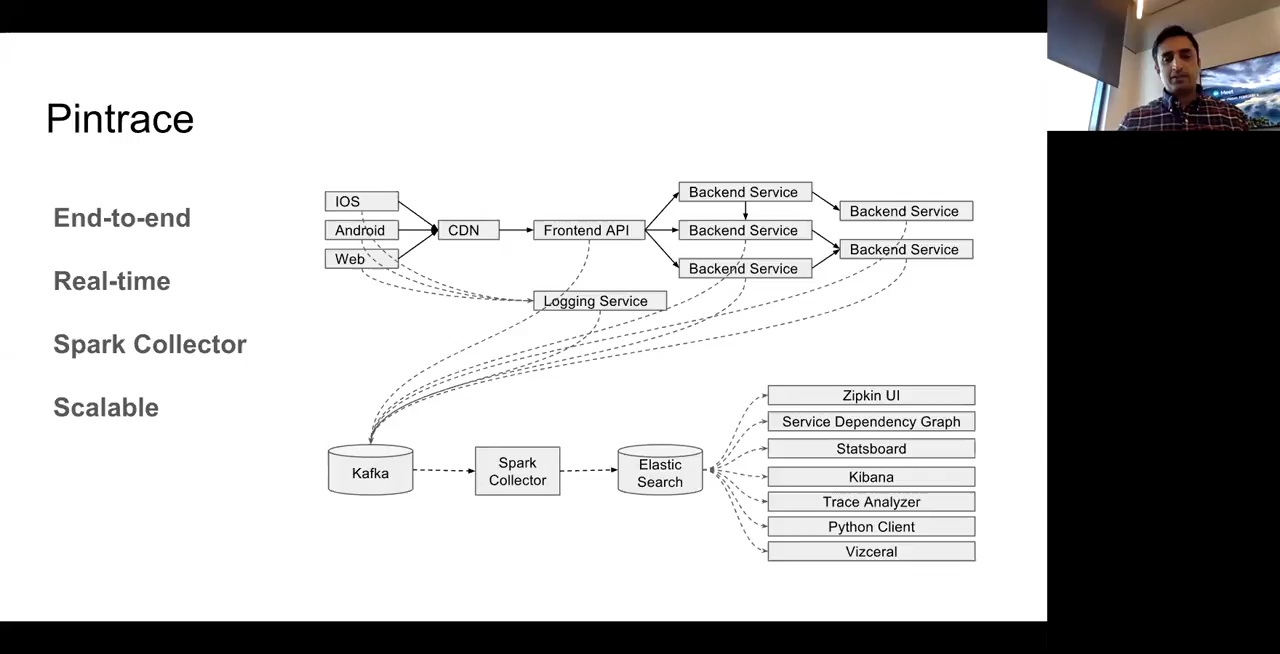 Pintrace
End-to-end
Real-time
Spark Collector
Scalable
IOS
Android
Web
CDN
Frontend API
Backend Service
Backend Service
Backend Service
Backend Service
Backend Service
Logging Service
Kafka
Spark
Collector
Elastic
Search
Zipkin UI
Service Dependency Graph
Statsboard
Kibana
Trace Analyzer
Python Client
Vizceral
Meet